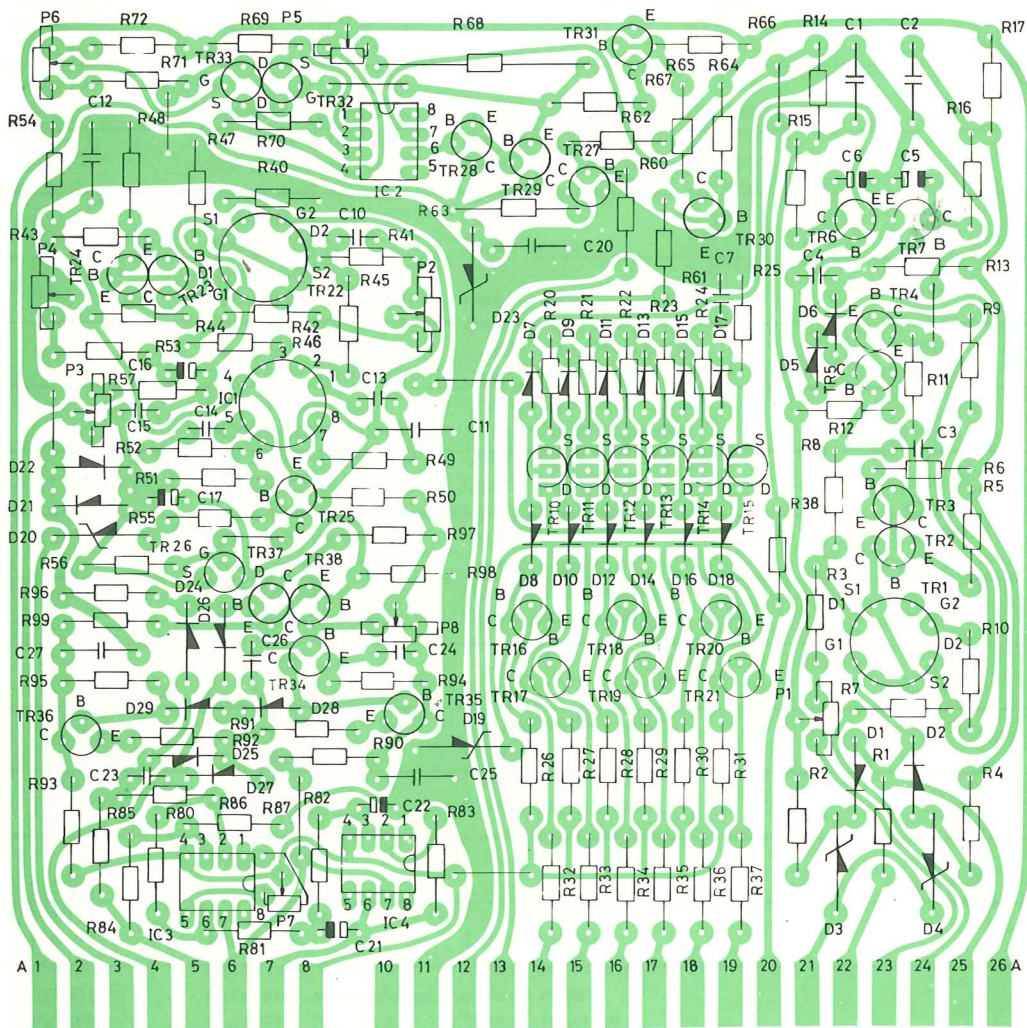 P6 R72 R69 P5 R68 E TR31 R66 R14 C1 C2 R17
R71 TR33 D S B C R65 R64
G R67
C12 S D G TR32 1 8 R62 R16
R54 R48 R47 R70 2 7 B E TR27 R15
3 6 B E R60
R40 4 5 C TR28 C C B C6 C5
IC2 TR29 E C
S1 G2 C10 R63 B C E E C
R43 C E B D2 R41 C20 E TR30 TR6 TR7
P4 TR24 B B D1 S2 R45 P2 C7 R25 B C4 B R13
E C TR23 G1 TR22 R61
R44 R42 D23 R20 R21 R22 R23 R24 B TR4 R9
R53 R46 D7 D9 D11 D13 D15 D17 D6 E C
P3 R57 C16 3 2 D5 E
4 1 C13 TR5 C R11
IC1 B
C15 C14 5 8 C11 R12
R52 7 R8 C3
D22 6 R49 S S S S S S
R51 E R6
D21 C17 B R50 D D D D D D R38 B R5
R55 C TR25 TR10 TR11 TR12 TR13 TR14 TR15 E C TR3
D20 TR26 TR37 TR38 R97 TR2
R56 G C E
S D R98 D8 D10 D12 D14 D16 D18 R3 B TR1
R96 D24 D26 C E B B B S1 G2
B B C E C E C E D1 R10
R99 E C P8 B B B G1 D2
C27 C26 B C24 TR16 TR18 TR20
C E C E C E C E
R95 TR34 R94 TR17 TR19 TR21 P1 R7 S2
D29 R91 D28 B TR35
TR36 B E C D19 D1 D2
C E R92 R90 R1
D25 R26 R27 R28 R29 R30 R31
R93 C23 D27 C25 R2 R4
R85 R80 R86 R87 R82 C22 R83
4 3 2 1 4 3 2 1
R32 R33 R34 R35 R36 R37
R84 IC3 5 6 7 8 P7 5 6 7 8
R81 C21 IC4 D3 D4
A 1 2 3 4 5 6 7 8 10 11 12 13 14 15 16 17 18 19 20 21 22 23 24 25 26 A